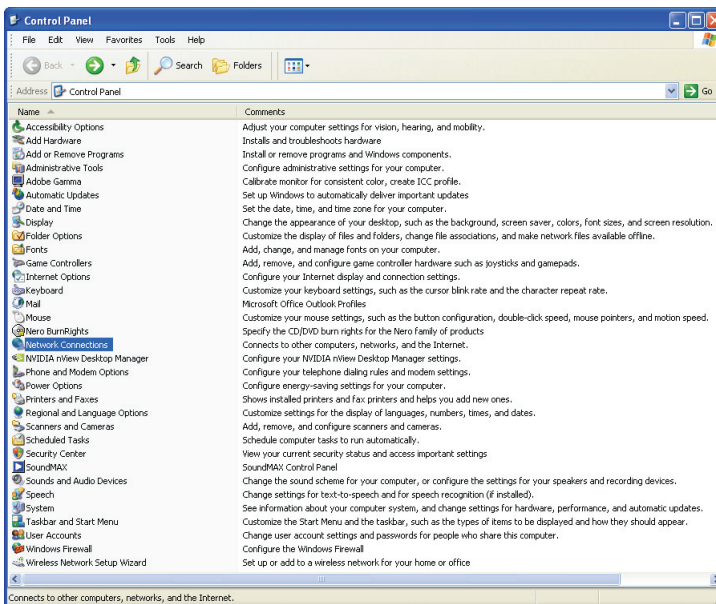 Control Panel
File Edit View Favorites Tools Help
Back Search Folders
Address Control Panel Go
Name Comments
Accessibility Options Adjust your computer settings for vision, hearing, and mobility.
Add Hardware Installs and troubleshoots hardware
Add or Remove Programs Install or remove programs and Windows components.
Administrative Tools Configure administrative settings for your computer.
Adobe Gamma Calibrate monitor for consistent color, create ICC profile.
Automatic Updates Set up Windows to automatically deliver important updates
Date and Time Set the date, time, and time zone for your computer.
Display Change the appearance of your desktop, such as the background, screen saver, colors, font sizes, and screen resolution.
Folder Options Customize the display of files and folders, change file associations, and make network files available offline.
Fonts Add, change, and manage fonts on your computer.
Game Controllers Add, remove, and configure game controller hardware such as joysticks and gamepads.
Internet Options Configure your Internet display and connection settings.
Keyboard Customize your keyboard settings, such as the cursor blink rate and the character repeat rate.
Mail Microsoft Office Outlook Profiles
Mouse Customize your mouse settings, such as the button configuration, double-click speed, mouse pointers, and motion speed.
Nero BurnRights Specify the CD/DVD burn rights for the Nero family of products
Network Connections Connects to other computers, networks, and the Internet.
NVIDIA nView Desktop Manager Configure your NVIDIA nView Desktop Manager settings.
Phone and Modem Options Configure your telephone dialing rules and modem settings.
Power Options Configure energy-saving settings for your computer.
Printers and Faxes Shows installed printers and fax printers and helps you add new ones.
Regional and Language Options Customize settings for the display of languages, numbers, times, and dates.
Scanners and Cameras Add, remove, and configure scanners and cameras.
Scheduled Tasks Schedule computer tasks to run automatically.
Security Center View your current security status and access important settings
SoundMAX SoundMAX Control Panel
Sounds and Audio Devices Change the sound scheme for your computer, or configure the settings for your speakers and recording devices.
Speech Change settings for text-to-speech and for speech recognition (if installed).
System See information about your computer system, and change settings for hardware, performance, and automatic updates.
Taskbar and Start Menu Customize the Start Menu and the taskbar, such as the types of items to be displayed and how they should appear.
User Accounts Change user account settings and passwords for people who share this computer.
Windows Firewall Configure the Windows Firewall
Wireless Network Setup Wizard Set up or add to a wireless network for your home or office
Connects to other computers, networks, and the Internet.